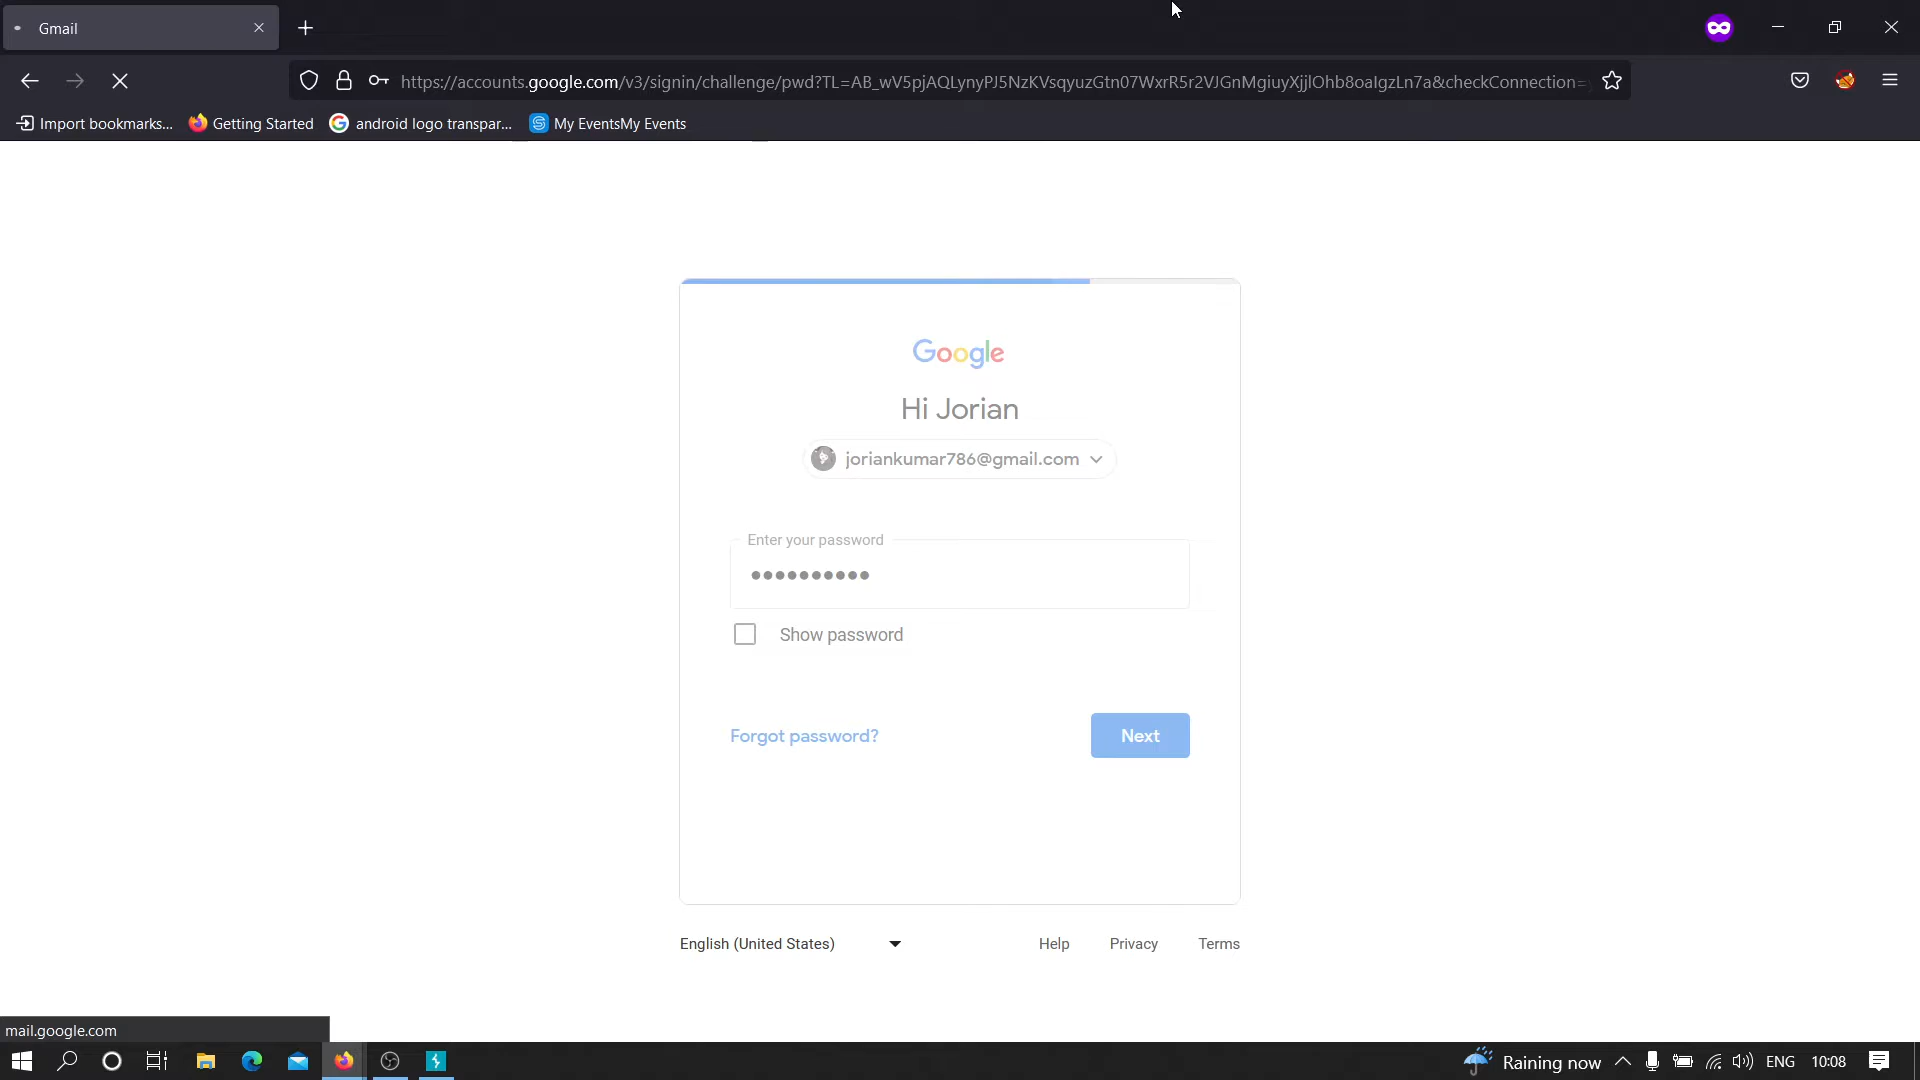 Gmail
https://accounts.google.com/v3/signin/challenge/pwd?TL=AB_wV5pjAQLynyPJ5NzKVsqyuzGtn07WxrR5r2VJGnMgiuyXjjlOhb8oaIgzLn7a&checkConnection=
Import bookmarks... Getting Started android logo transpar... My EventsMy Events
Google
Hi Jorian
joriankumar786@gmail.com
Enter your password
Show password
Forgot password? Next
English (United States) Help Privacy Terms
mail.google.com
Raining now ENG 10:08